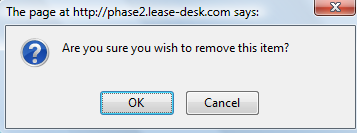 The page at http://phase2.lease-desk.com says:
Are you sure you wish to remove this item?
OK
Cancel